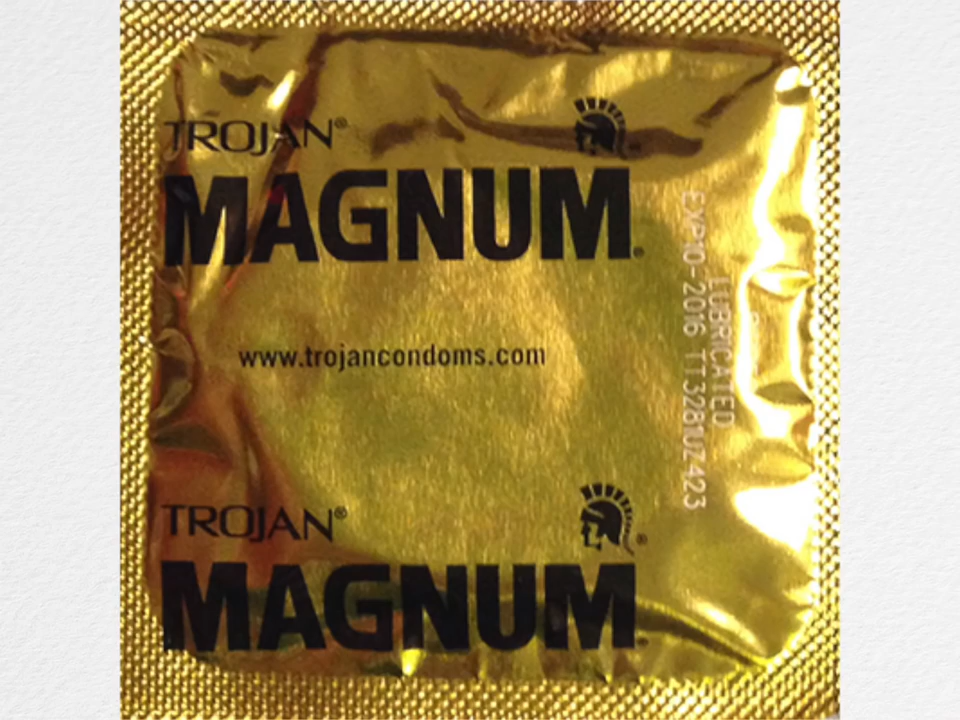 TROJAN®
MAGNUM®
www.trojancondoms.com
LUBRICATED
EXP10-2016 TT3281UZ423
TROJAN®
MAGNUM